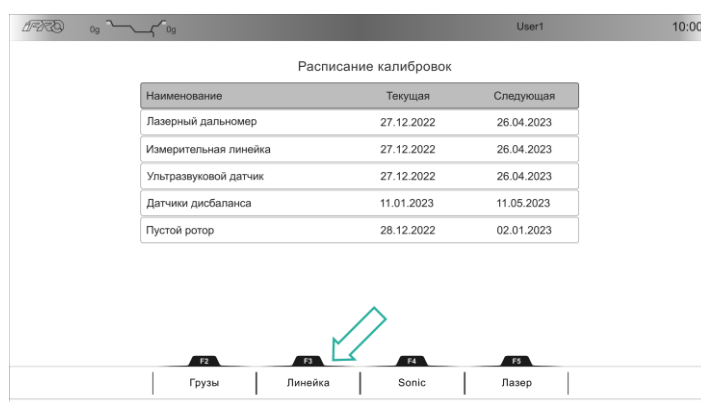 iPRO 0g 0g User1 10:00
Расписание калибровок
Наименование Текущая Следующая
Лазерный дальномер 27.12.2022 26.04.2023
Измерительная линейка 27.12.2022 26.04.2023
Ультразвуковой датчик 27.12.2022 26.04.2023
Датчики дисбаланса 11.01.2023 11.05.2023
Пустой ротор 28.12.2022 02.01.2023
F2 F3 F4 F5
Грузы Линейка Sonic Лазер